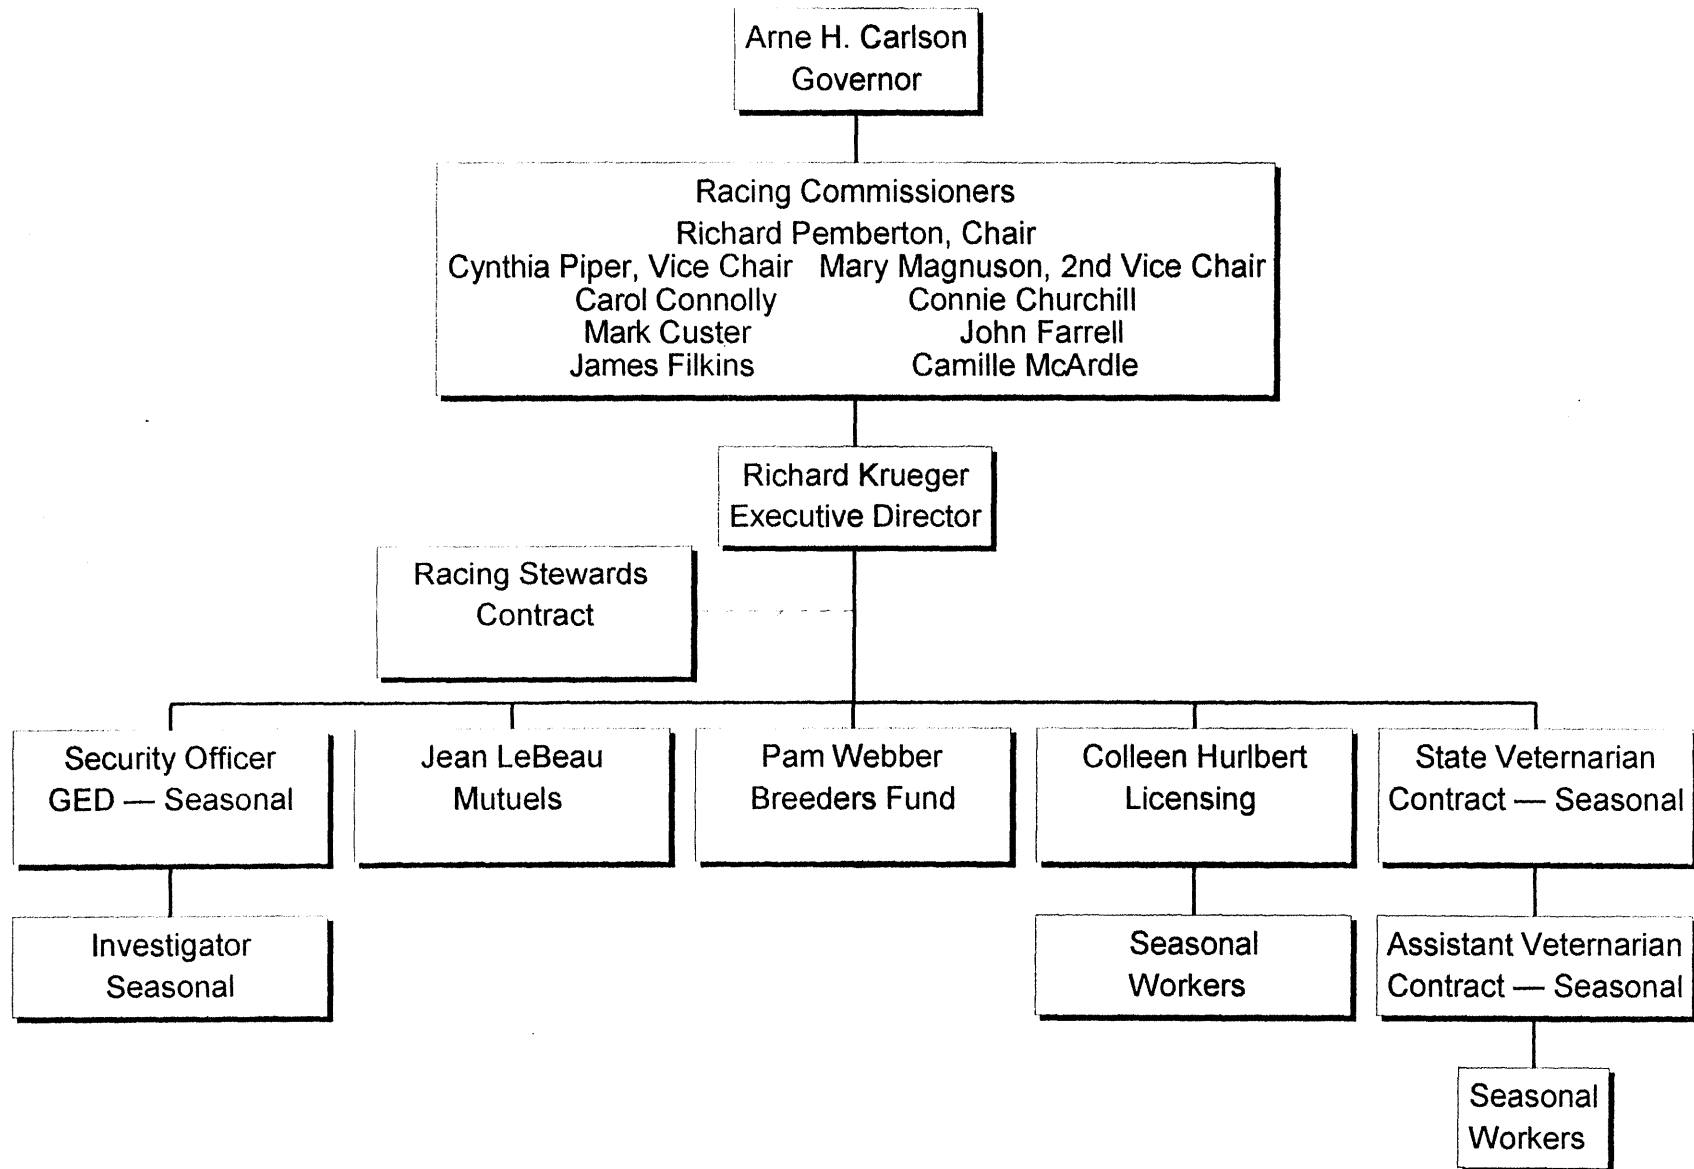 Arne H. Carlson
Governor
Racing Commissioners
Richard Pemberton, Chair
Cynthia Piper, Vice Chair Mary Magnuson, 2nd Vice Chair
Carol Connolly Connie Churchill
Mark Custer John Farrell
James Filkins Camille McArdle
Richard Krueger
Executive Director
Racing Stewards
Contract
Security Officer
GED — Seasonal
Jean LeBeau
Mutuels
Pam Webber
Breeders Fund
Colleen Hurlbert
Licensing
State Veternarian
Contract — Seasonal
Investigator
Seasonal
Seasonal
Workers
Assistant Veternarian
Contract — Seasonal
Seasonal
Workers